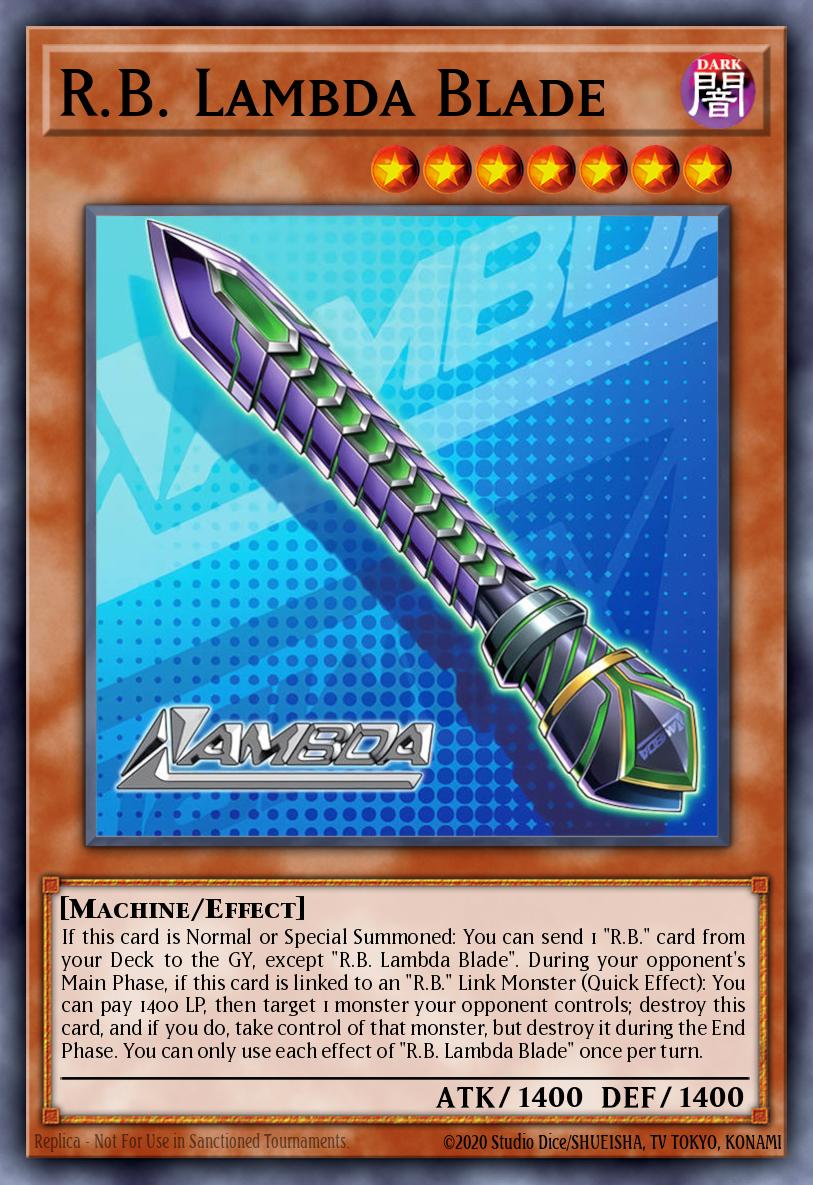 R.B. Lambda Blade
DARK
闇
LAMBDA
LAMBDA
LAMBDA
[Machine/Effect]
If this card is Normal or Special Summoned: You can send 1 "R.B." card from
your Deck to the GY, except "R.B. Lambda Blade". During your opponent's
Main Phase, if this card is linked to an "R.B." Link Monster (Quick Effect): You
can pay 1400 LP, then target 1 monster your opponent controls; destroy this
card, and if you do, take control of that monster, but destroy it during the End
Phase. You can only use each effect of "R.B. Lambda Blade" once per turn.
ATK/1400 DEF/1400
Replica - Not For Use in Sanctioned Tournaments.
©2020 Studio Dice/SHUEISHA, TV TOKYO, KONAMI